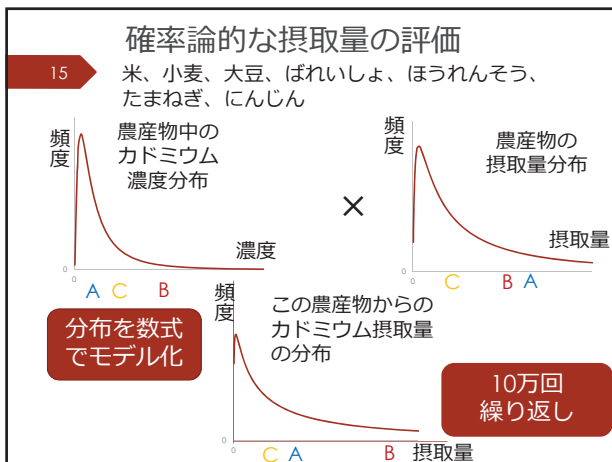 確率論的な摂取量の評価
15
米、小麦、大豆、ばれいしょ、ほうれんそう、
たまねぎ、にんじん
頻度
農産物中の
カドミウム
濃度分布
濃度
0
0
A C B
×
頻度
農産物の
摂取量分布
摂取量
0
0
C B A
分布を数式
でモデル化
頻度
この農産物からの
カドミウム摂取量
の分布
0
0
C A B
摂取量
10万回
繰り返し